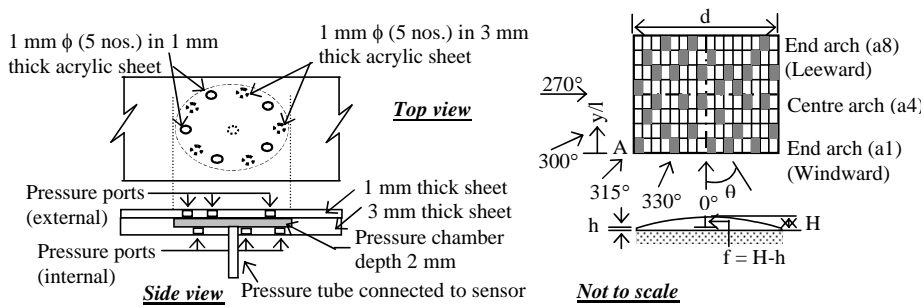 1 mm ϕ (5 nos.) in 1 mm
thick acrylic sheet
1 mm ϕ (5 nos.) in 3 mm
thick acrylic sheet
Top view
Pressure ports
(external)
1 mm thick sheet
3 mm thick sheet
Pressure chamber
depth 2 mm
Pressure ports
(internal)
Side view
Pressure tube connected to sensor
d
End arch (a8)
(Leeward)
270°
Centre arch (a4)
y/l
A
End arch (a1)
(Windward)
300°
315°
330°
0°
θ
h
H
f = H-h
Not to scale